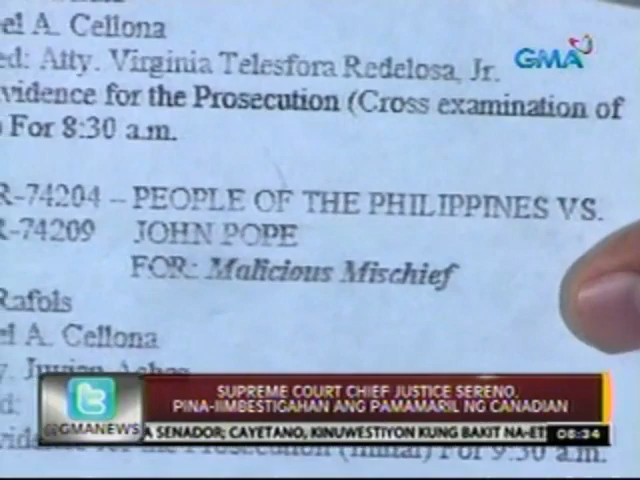 el A. Cellona
GMA
ed: Atty. Virginia Telesfora Redelosa, Jr.
vidence for the Prosecution (Cross examination of
For 8:30 a.m.
R-74204 – PEOPLE OF THE PHILIPPINES VS.
R-74209 JOHN POPE
FOR: Malicious Mischief
Rafols
el A. Cellona
SUPREME COURT CHIEF JUSTICE SERENO,
PINA-IIMBESTIGAHAN ANG PAMAMARIL NG CANADIAN
@GMANEWS
A SENADOR; CAYETANO, KINUWESTIYON KUNG BAKIT NA-ET
08:34
For 9:30 a.m.